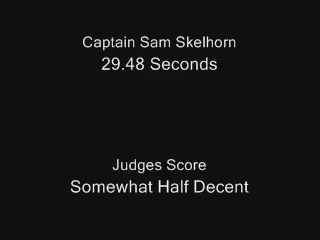 Captain Sam Skelhorn
29.48 Seconds
Judges Score
Somewhat Half Decent